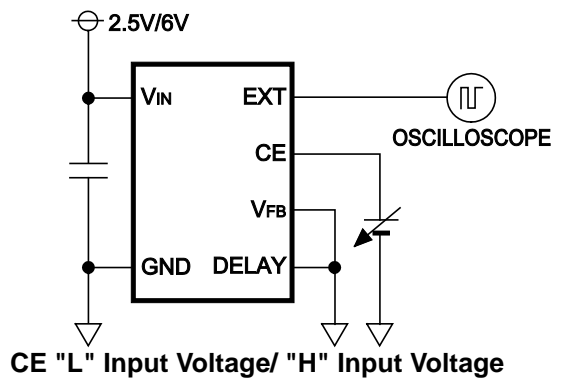 2.5V/6V
VIN
EXT
OSCILLOSCOPE
CE
VFB
GND
DELAY
CE "L" Input Voltage/ "H" Input Voltage